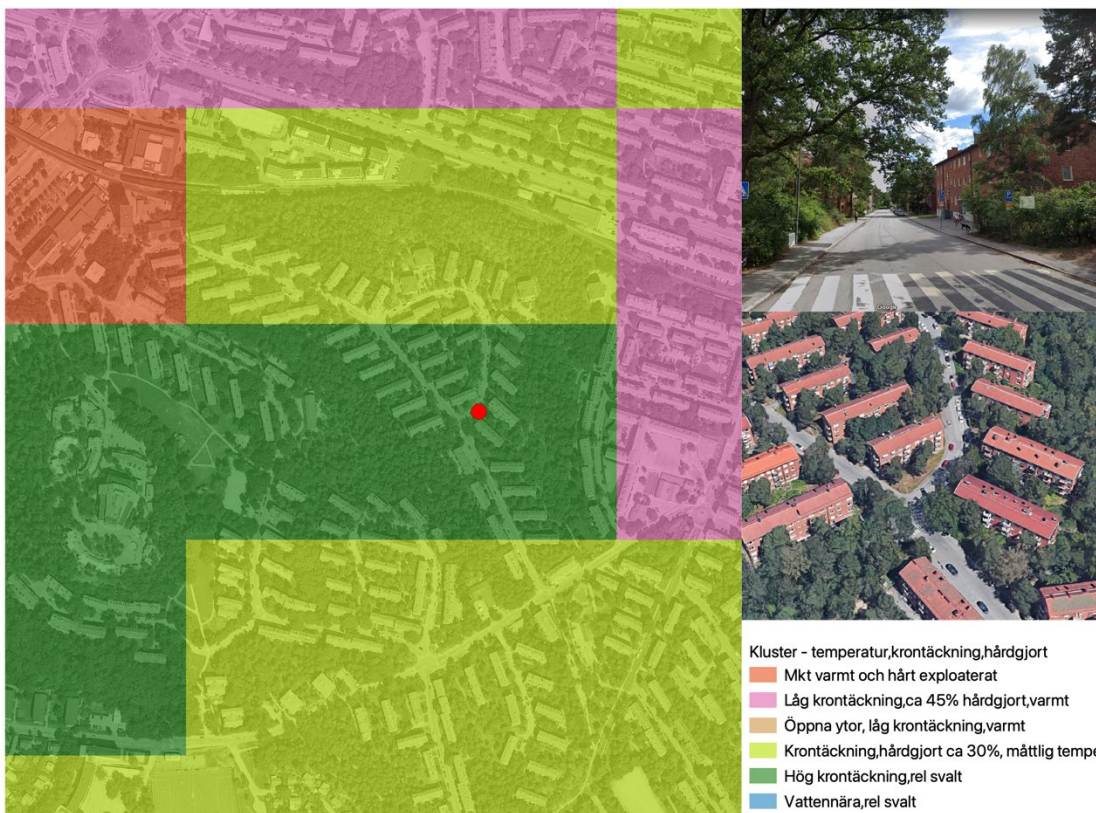 Google
Kluster - temperatur,krontäckning,hårdgjort
Mkt varmt och hårt exploaterat
Låg krontäckning,ca 45% hårdgjort,varmt
Öppna ytor, låg krontäckning,varmt
Krontäckning,hårdgjort ca 30%, måttlig tempe
Hög krontäckning,rel svalt
Vattennära,rel svalt